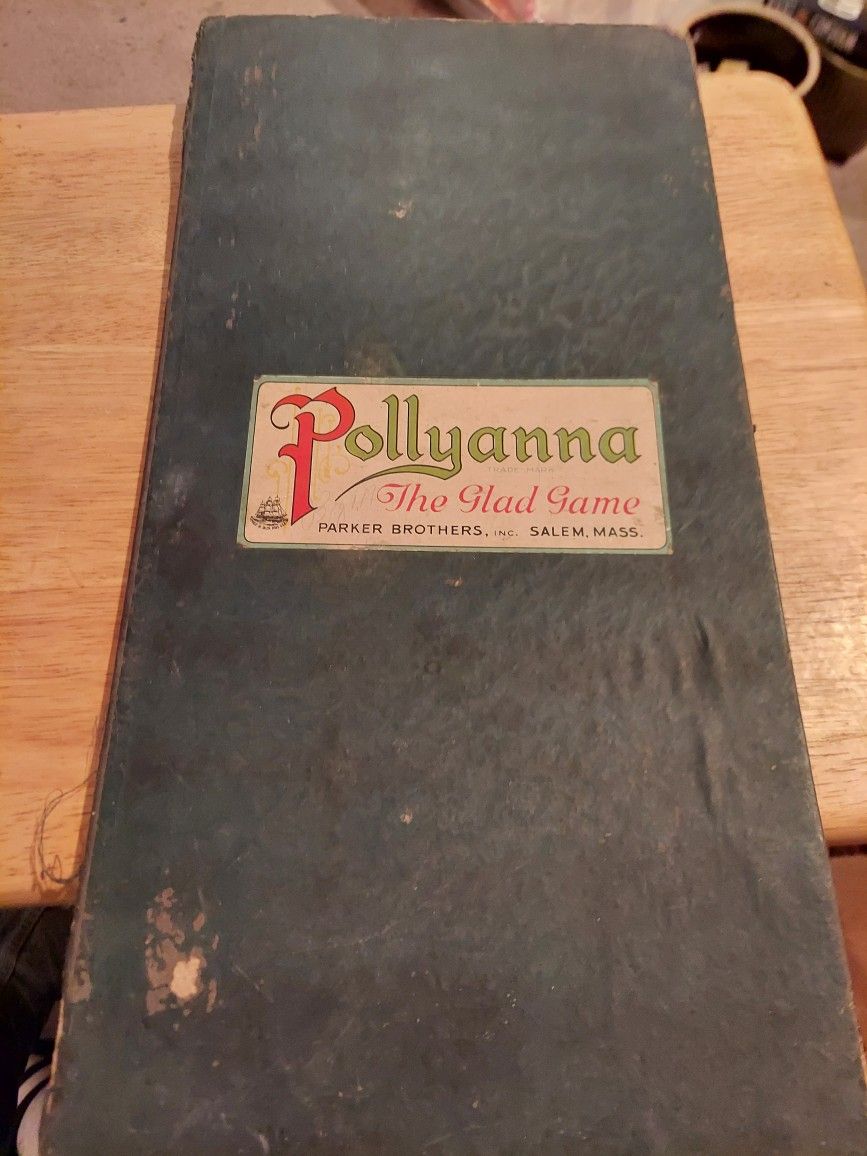 Pollyanna
TRADE-MARK
The Glad Game
PARKER BROTHERS, INC. SALEM, MASS.